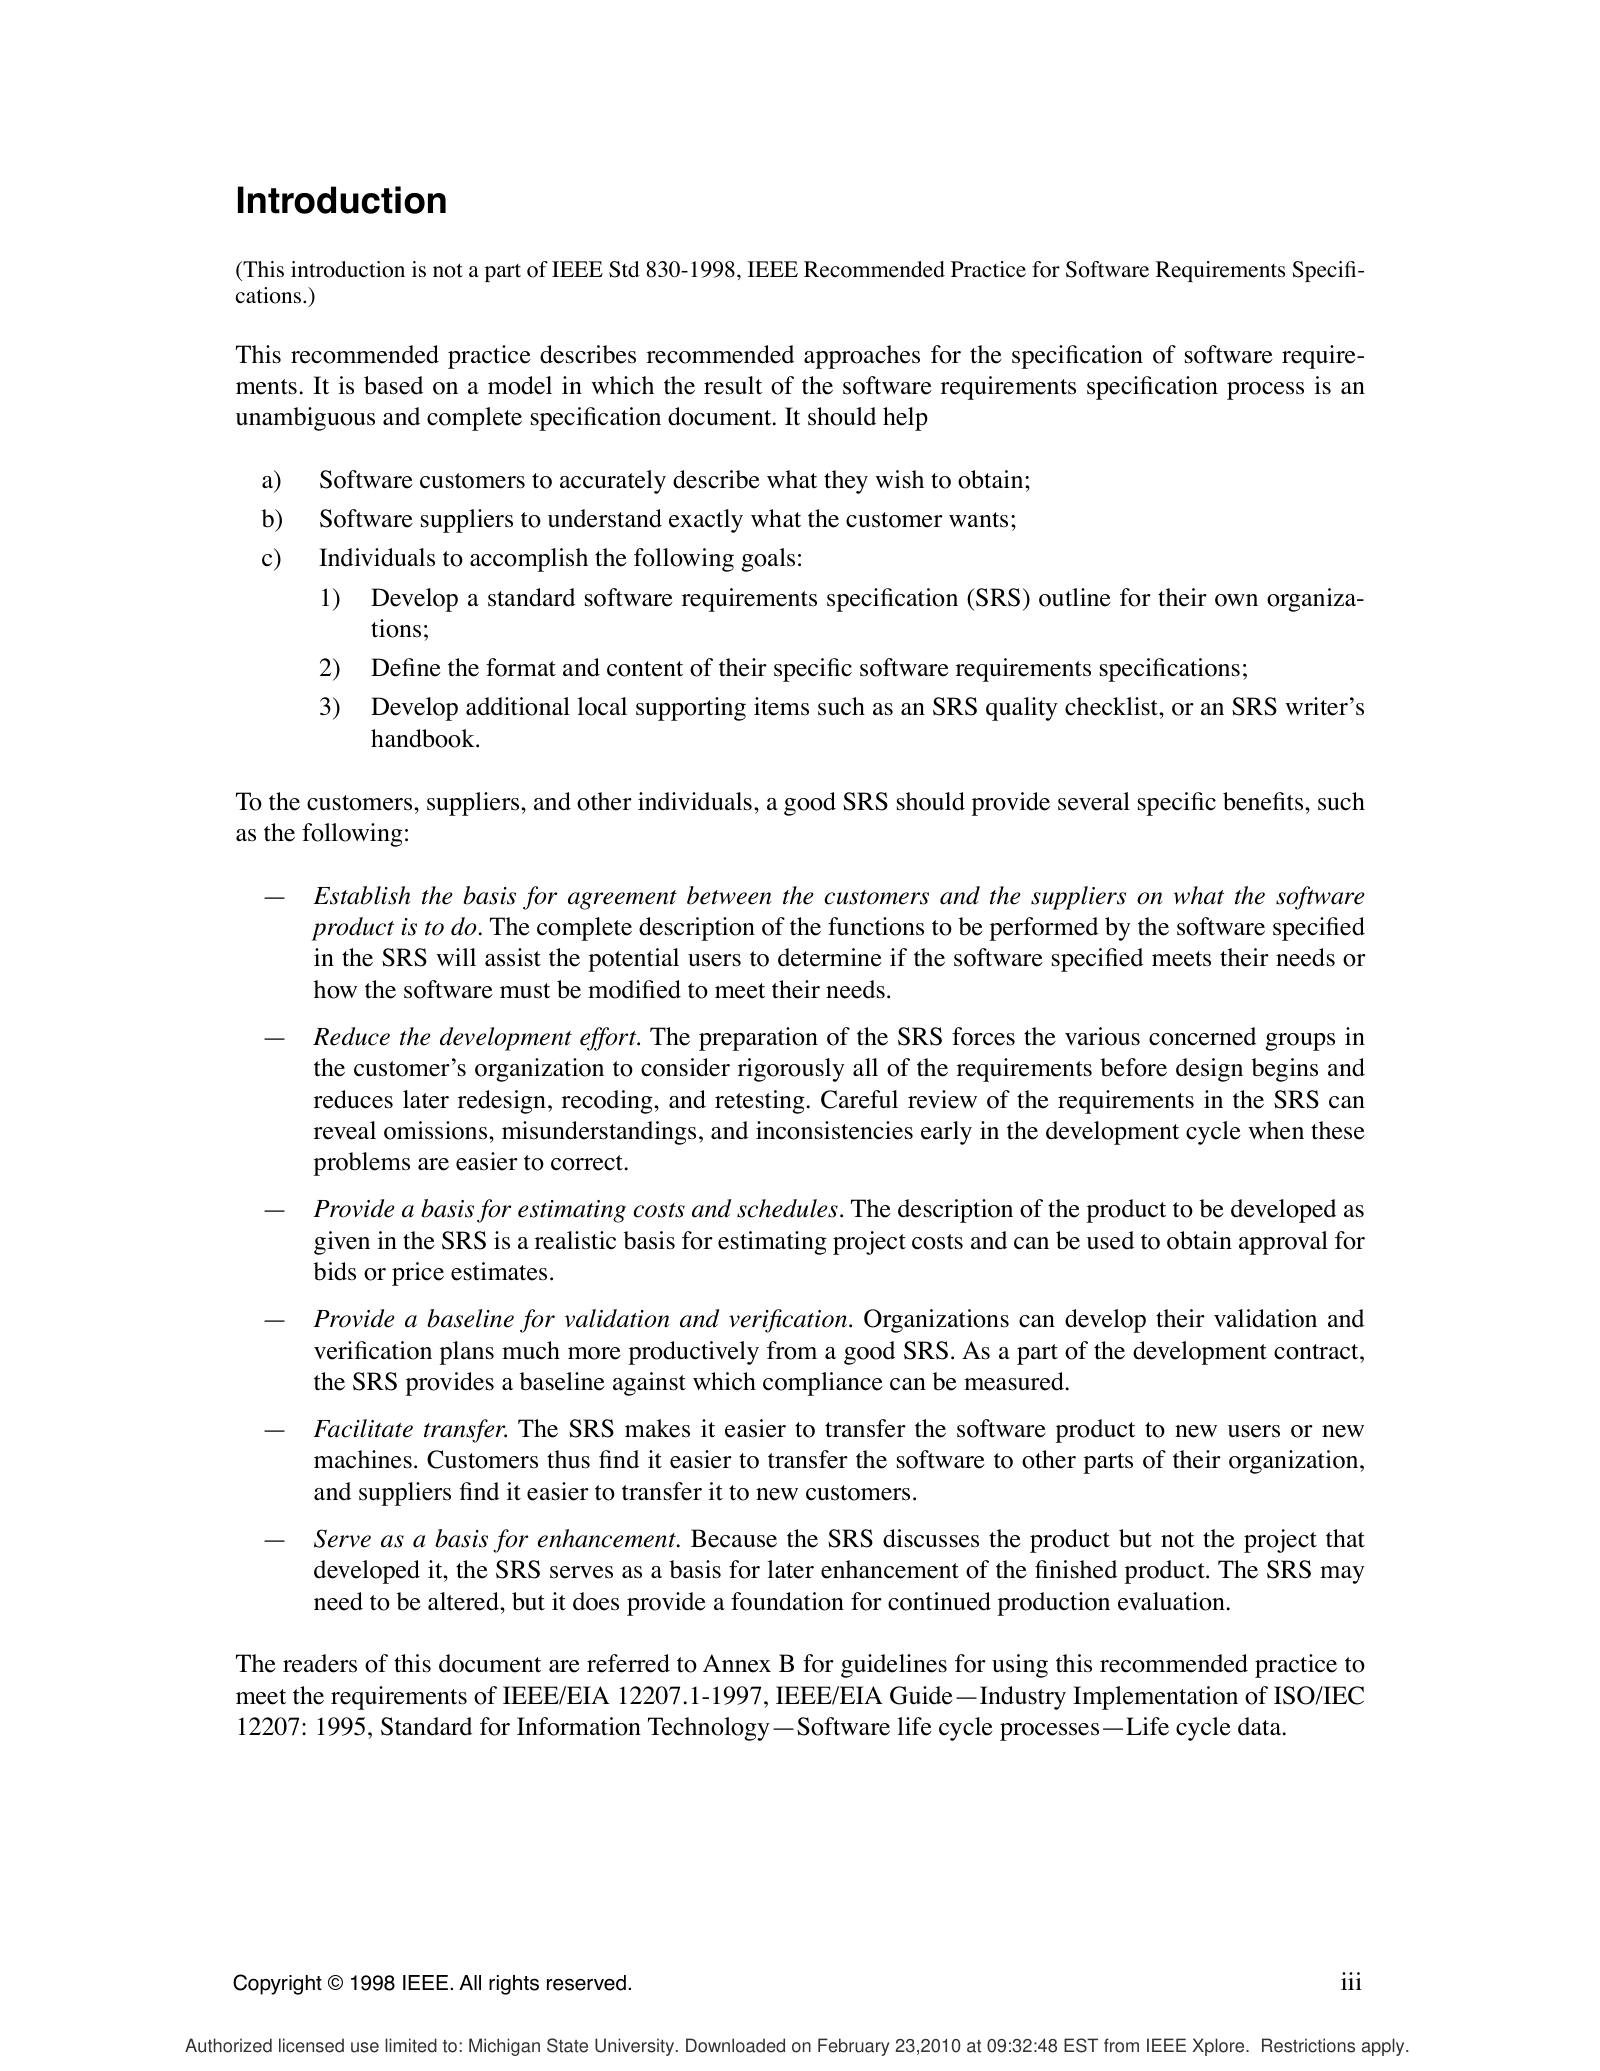 Introduction
(This introduction is not a part of IEEE Std 830-1998, IEEE Recommended Practice for Software Requirements Specifi-
cations.)
This recommended practice describes recommended approaches for the specification of software require-
ments. It is based on a model in which the result of the software requirements specification process is an
unambiguous and complete specification document. It should help
a) Software customers to accurately describe what they wish to obtain;
b) Software suppliers to understand exactly what the customer wants;
c) Individuals to accomplish the following goals:
1) Develop a standard software requirements specification (SRS) outline for their own organiza-
tions;
2) Define the format and content of their specific software requirements specifications;
3) Develop additional local supporting items such as an SRS quality checklist, or an SRS writer’s
handbook.
To the customers, suppliers, and other individuals, a good SRS should provide several specific benefits, such
as the following:
— Establish the basis for agreement between the customers and the suppliers on what the software
product is to do. The complete description of the functions to be performed by the software specified
in the SRS will assist the potential users to determine if the software specified meets their needs or
how the software must be modified to meet their needs.
— Reduce the development effort. The preparation of the SRS forces the various concerned groups in
the customer’s organization to consider rigorously all of the requirements before design begins and
reduces later redesign, recoding, and retesting. Careful review of the requirements in the SRS can
reveal omissions, misunderstandings, and inconsistencies early in the development cycle when these
problems are easier to correct.
— Provide a basis for estimating costs and schedules. The description of the product to be developed as
given in the SRS is a realistic basis for estimating project costs and can be used to obtain approval for
bids or price estimates.
— Provide a baseline for validation and verification. Organizations can develop their validation and
verification plans much more productively from a good SRS. As a part of the development contract,
the SRS provides a baseline against which compliance can be measured.
— Facilitate transfer. The SRS makes it easier to transfer the software product to new users or new
machines. Customers thus find it easier to transfer the software to other parts of their organization,
and suppliers find it easier to transfer it to new customers.
— Serve as a basis for enhancement. Because the SRS discusses the product but not the project that
developed it, the SRS serves as a basis for later enhancement of the finished product. The SRS may
need to be altered, but it does provide a foundation for continued production evaluation.
The readers of this document are referred to Annex B for guidelines for using this recommended practice to
meet the requirements of IEEE/EIA 12207.1-1997, IEEE/EIA Guide—Industry Implementation of ISO/IEC
12207: 1995, Standard for Information Technology—Software life cycle processes—Life cycle data.
Copyright © 1998 IEEE. All rights reserved. iii
Authorized licensed use limited to: Michigan State University. Downloaded on February 23,2010 at 09:32:48 EST from IEEE Xplore. Restrictions apply.